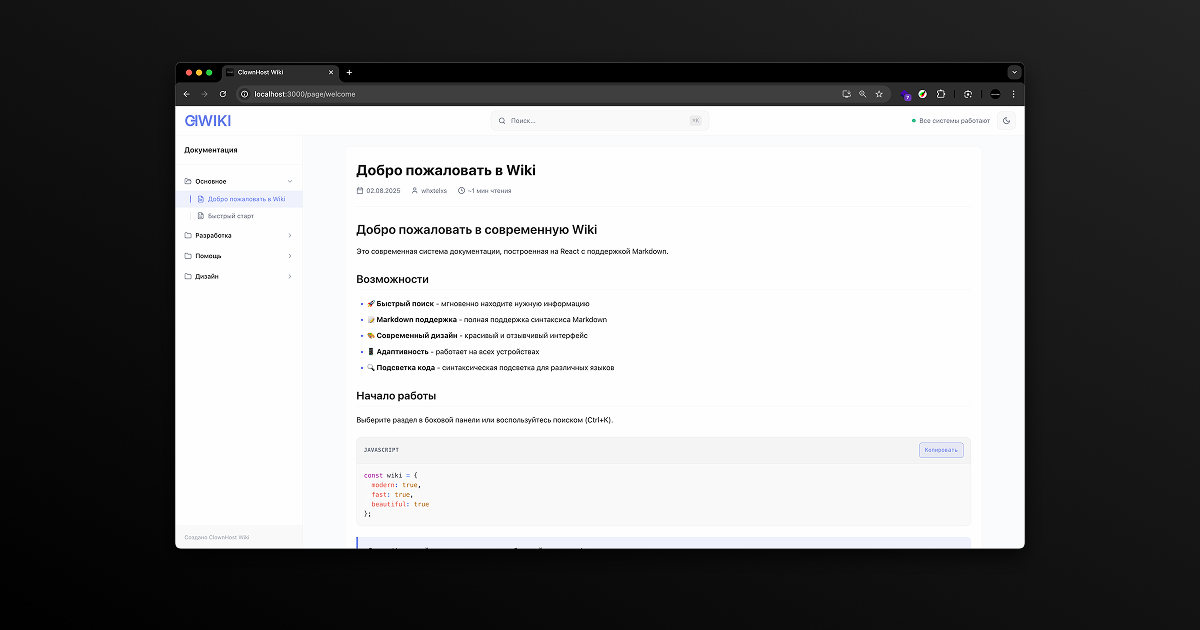 ClownHost Wiki
localhost:3000/page/welcome
GIWIKI
Поиск...
⌘K
Все системы работают
Документация
Основное
Добро пожаловать в Wiki
Быстрый старт
Разработка
Помощь
Дизайн
Создано ClownHost Wiki
Добро пожаловать в Wiki
02.08.2025 whxtelxs ~1 мин чтения
Добро пожаловать в современную Wiki
Это современная система документации, построенная на React с поддержкой Markdown.
Возможности
🚀 Быстрый поиск - мгновенно находите нужную информацию
📝 Markdown поддержка - полная поддержка синтаксиса Markdown
🎨 Современный дизайн - красивый и отзывчивый интерфейс
📱 Адаптивность - работает на всех устройствах
🔍 Подсветка кода - синтаксическая подсветка для различных языков
Начало работы
Выберите раздел в боковой панели или воспользуйтесь поиском (Ctrl+K).
JAVASCRIPT
Копировать
const wiki = {
modern: true,
fast: true,
beautiful: true
};